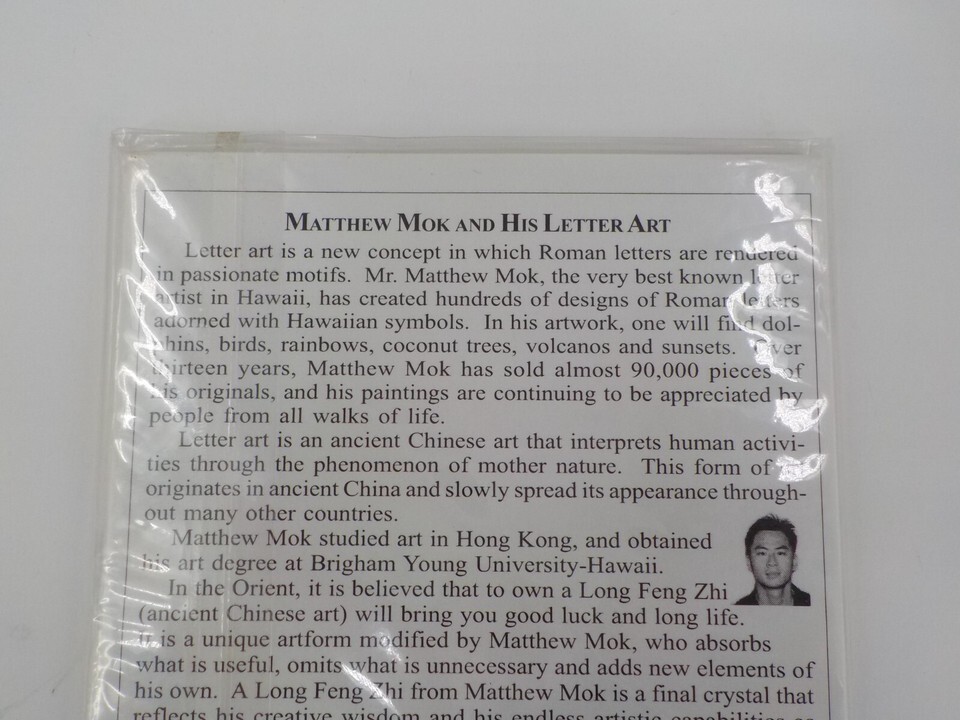 MATTHEW MOK AND HIS LETTER ART
Letter art is a new concept in which Roman letters are rendered
in passionate motifs. Mr. Matthew Mok, the very best known letter
artist in Hawaii, has created hundreds of designs of Roman letters
adorned with Hawaiian symbols. In his artwork, one will find dol-
phins, birds, rainbows, coconut trees, volcanos and sunsets. Over
thirteen years, Matthew Mok has sold almost 90,000 pieces of
his originals, and his paintings are continuing to be appreciated by
people from all walks of life.
Letter art is an ancient Chinese art that interprets human activi-
ties through the phenomenon of mother nature. This form of
originates in ancient China and slowly spread its appearance through-
out many other countries.
Matthew Mok studied art in Hong Kong, and obtained
his art degree at Brigham Young University-Hawaii.
In the Orient, it is believed that to own a Long Feng Zhi
(ancient Chinese art) will bring you good luck and long life.
It is a unique artform modified by Matthew Mok, who absorbs
what is useful, omits what is unnecessary and adds new elements of
his own. A Long Feng Zhi from Matthew Mok is a final crystal that
reflects his creative wisdom and his endless artistic capabilities as